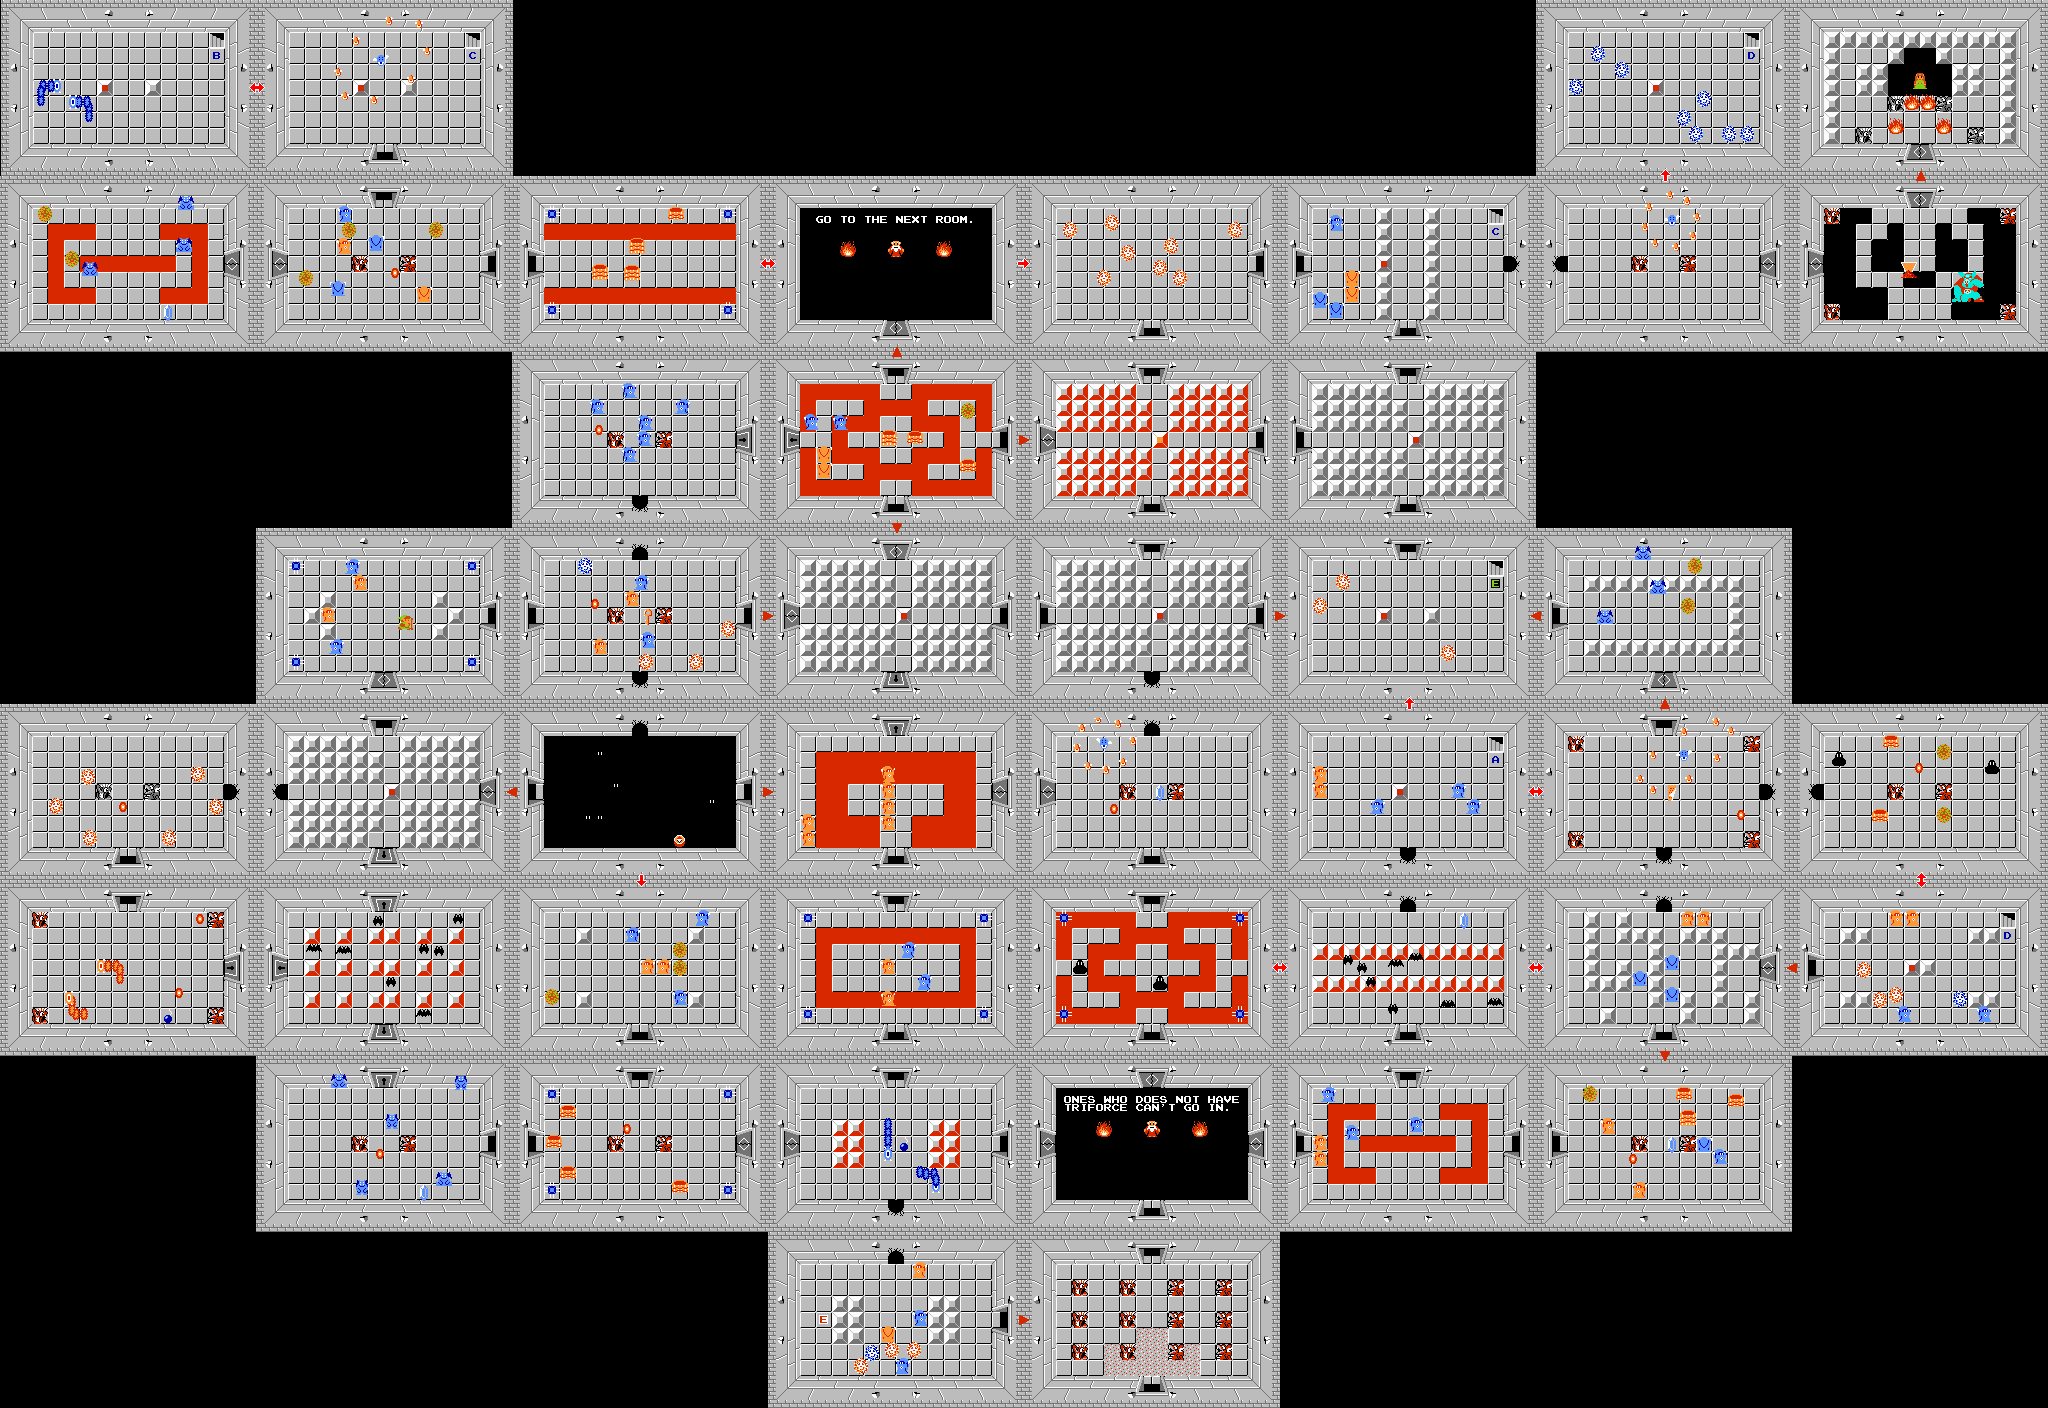 B
C
D
GO TO THE NEXT ROOM.
C
E
A
D
ONES WHO DOES NOT HAVE
TRIFORCE CAN'T GO IN.
E